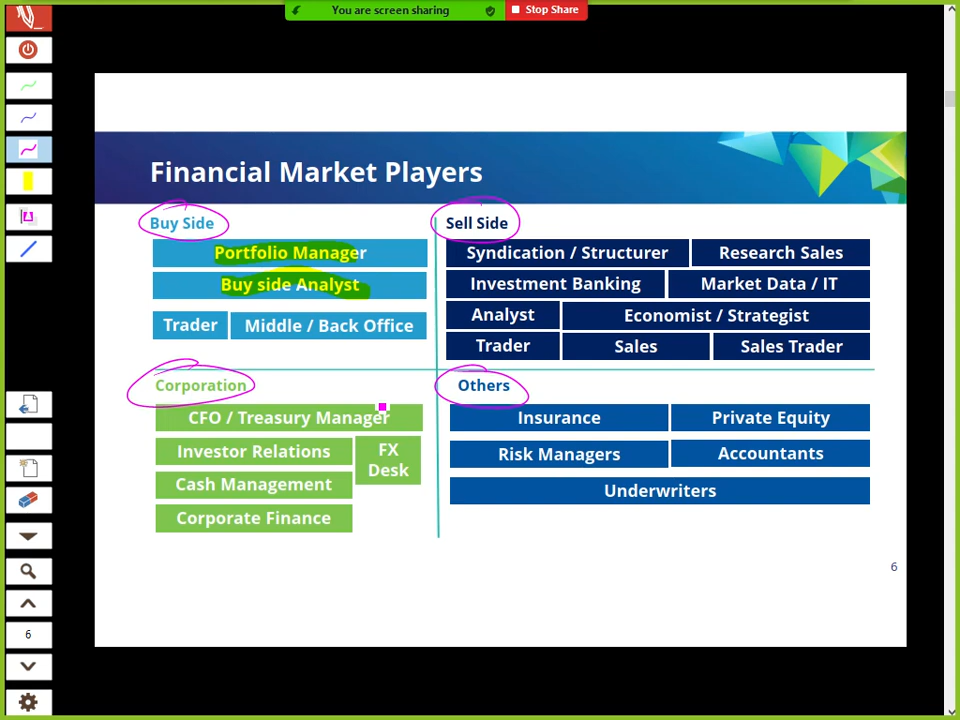 You are screen sharing
Stop Share
Financial Market Players
Buy Side
Portfolio Manager
Buy side Analyst
Trader
Middle / Back Office
Sell Side
Syndication / Structurer
Research Sales
Investment Banking
Market Data / IT
Analyst
Economist / Strategist
Trader
Sales
Sales Trader
Corporation
CFO / Treasury Manager
Investor Relations
FX
Desk
Cash Management
Corporate Finance
Others
Insurance
Private Equity
Risk Managers
Accountants
Underwriters
6
6